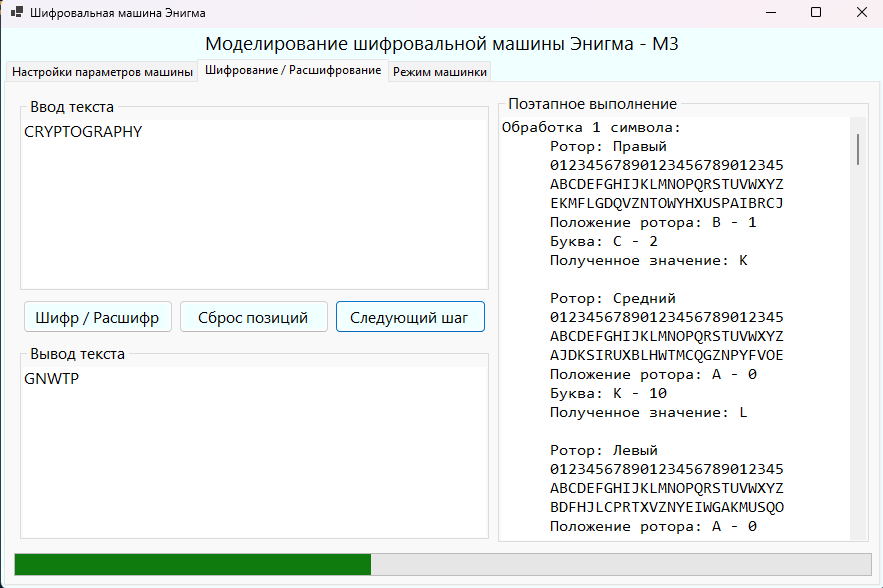 Шифровальная машина Энигма
Моделирование шифровальной машины Энигма - М3
Настройки параметров машины
Шифрование / Расшифрование
Режим машинки
Ввод текста
CRYPTOGRAPHY
Шифр / Расшифр
Сброс позиций
Следующий шаг
Вывод текста
GNWTP
Поэтапное выполнение
Обработка 1 символа:
Ротор: Правый
01234567890123456789012345
ABCDEFGHIJKLMNOPQRSTUVWXYZ
EKMFLGDQVZNTOWYHXUSPAIBRCJ
Положение ротора: B - 1
Буква: C - 2
Полученное значение: K
Ротор: Средний
01234567890123456789012345
ABCDEFGHIJKLMNOPQRSTUVWXYZ
AJDKSIRUXBLHWTMCQGZNPYFVOE
Положение ротора: A - 0
Буква: K - 10
Полученное значение: L
Ротор: Левый
01234567890123456789012345
ABCDEFGHIJKLMNOPQRSTUVWXYZ
BDFHJLCPRTXVZNYEIWGAKMUSQO
Положение ротора: A - 0